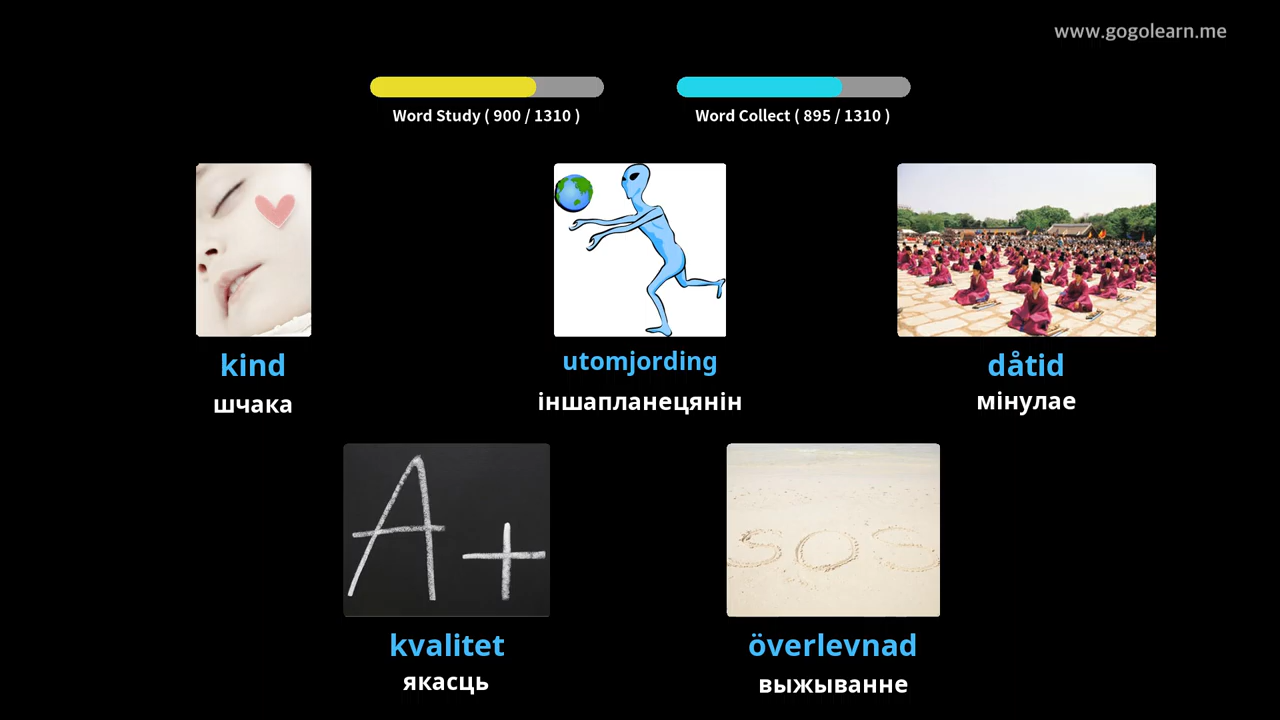 www.gogolearn.me
Word Study ( 900 / 1310 )
Word Collect ( 895 / 1310 )
kind
шчака
utomjording
іншапланецянін
dåtid
мінулае
A+
kvalitet
якасць
SOS
överlevnad
выжыванне